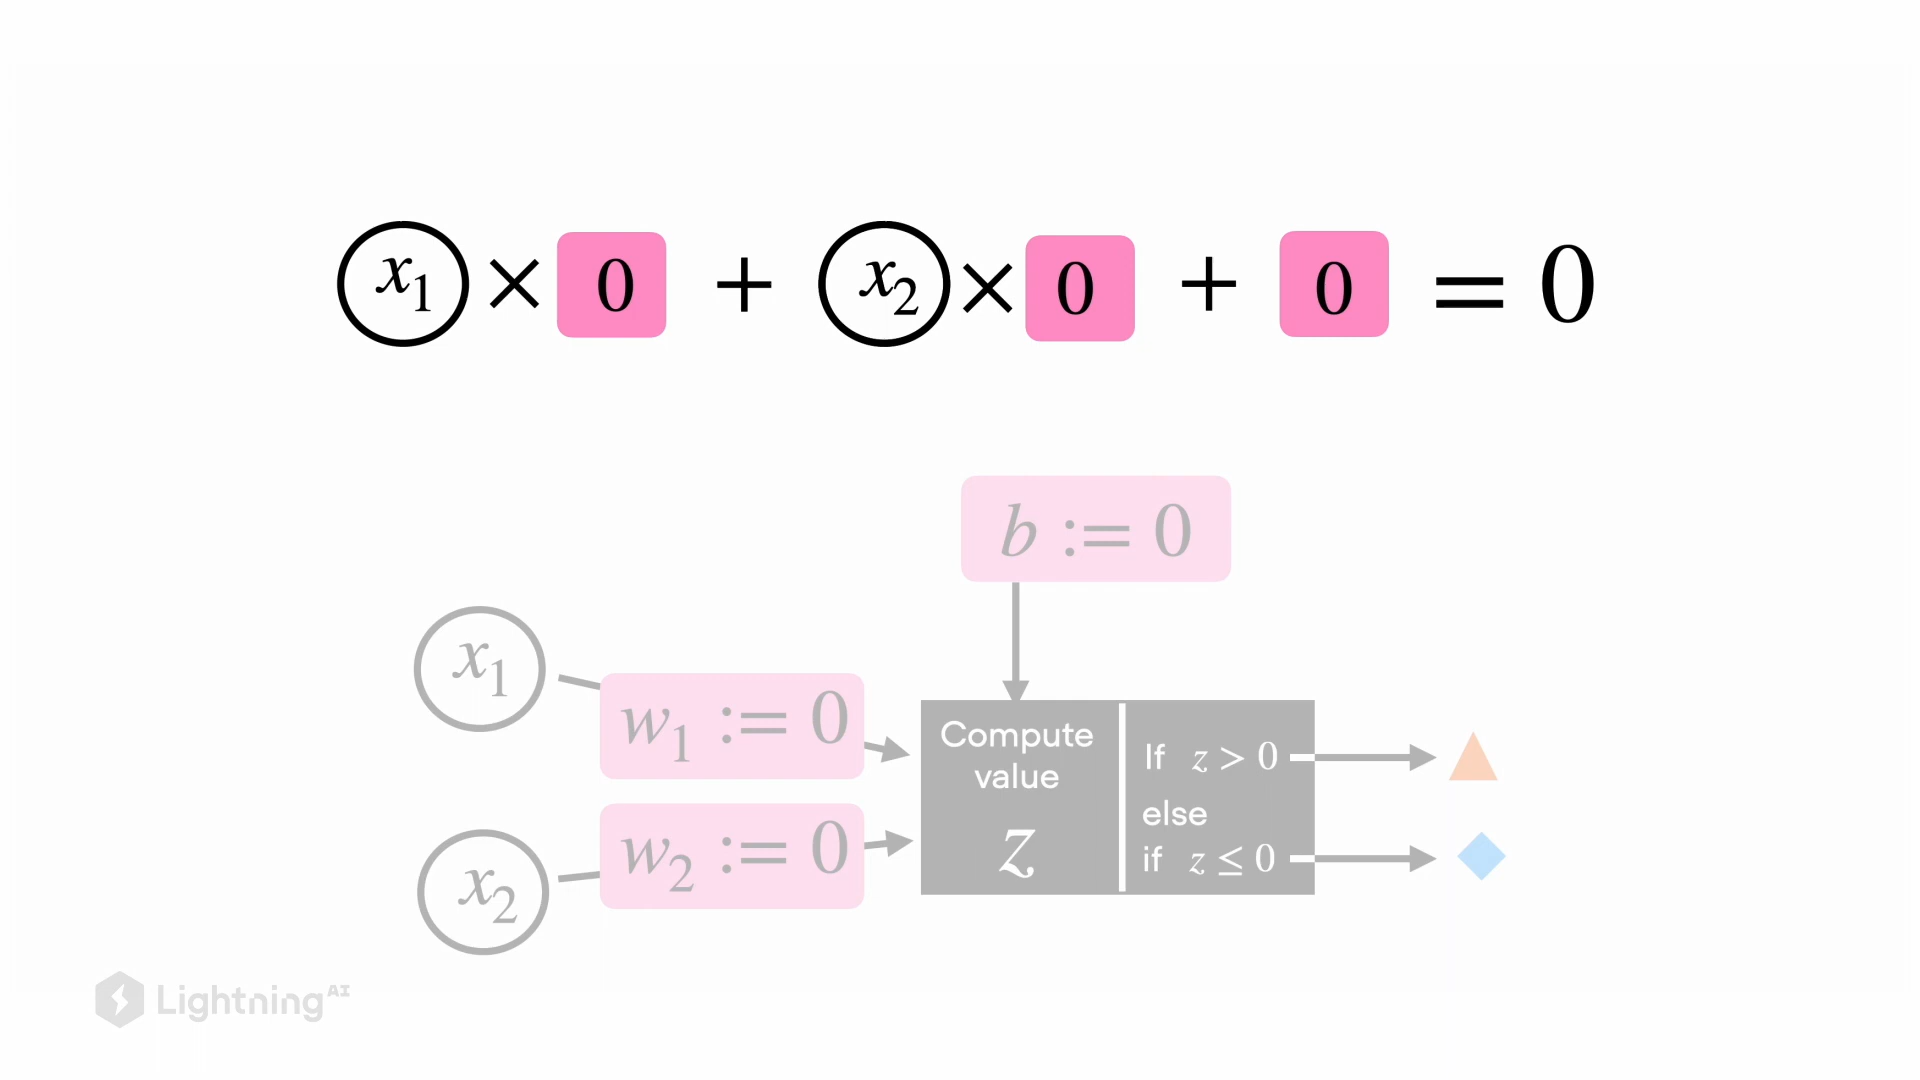 x₁ × 0 + x₂ × 0 + 0 = 0
b := 0
x₁
w₁ := 0
Compute
value
z
If z > 0
else
if z ≤ 0
w₂ := 0
x₂
Lightning AI